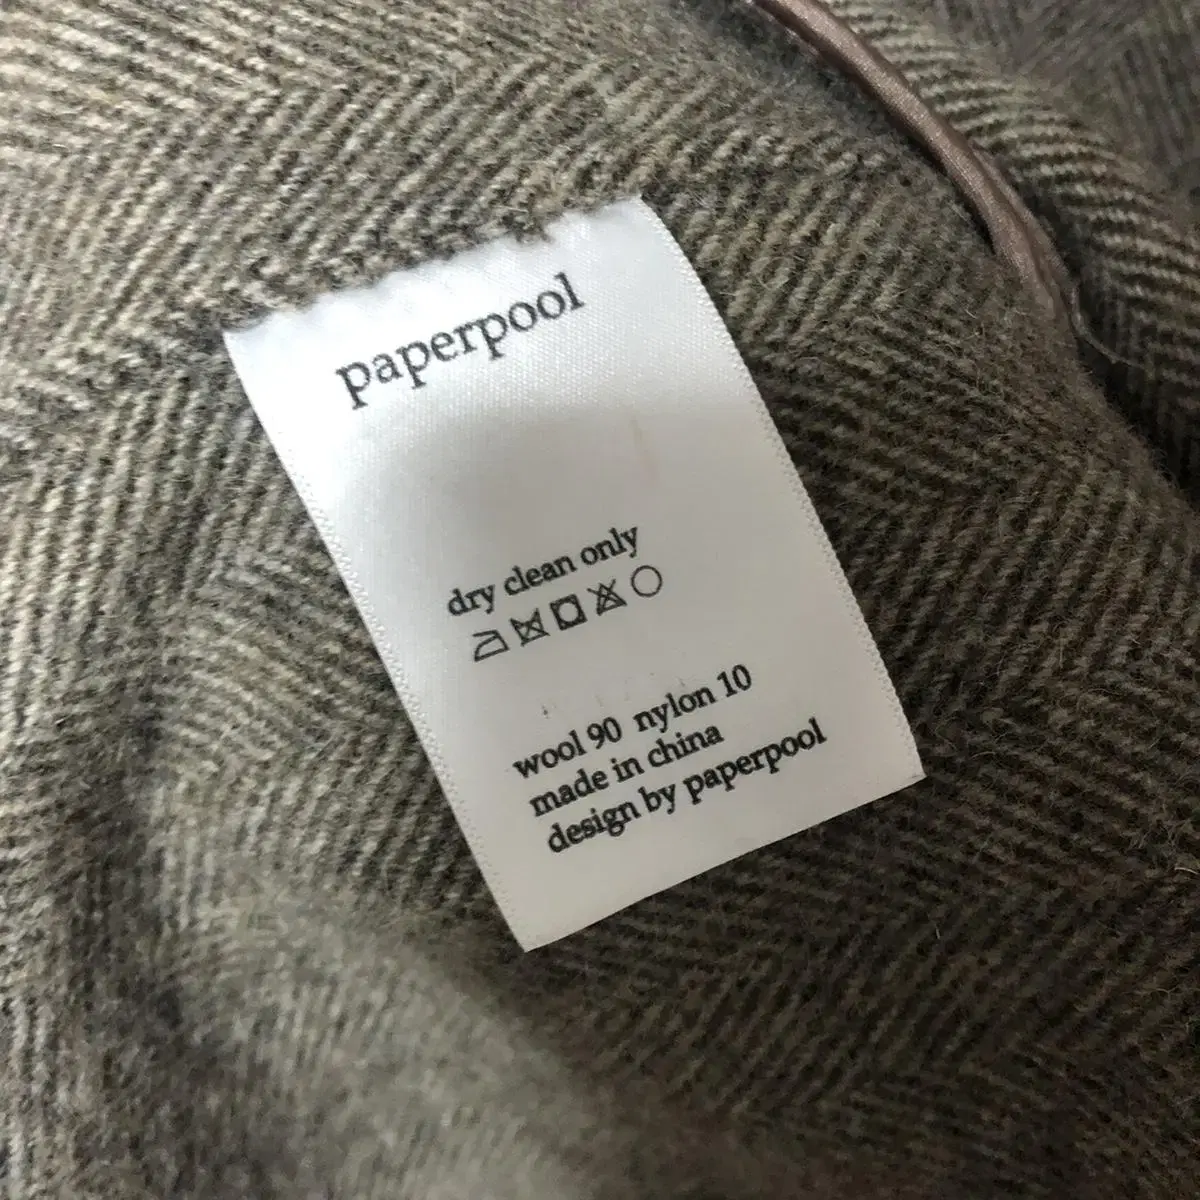 paperpool
dry clean only
wool 90 nylon 10
made in china
design by paperpool